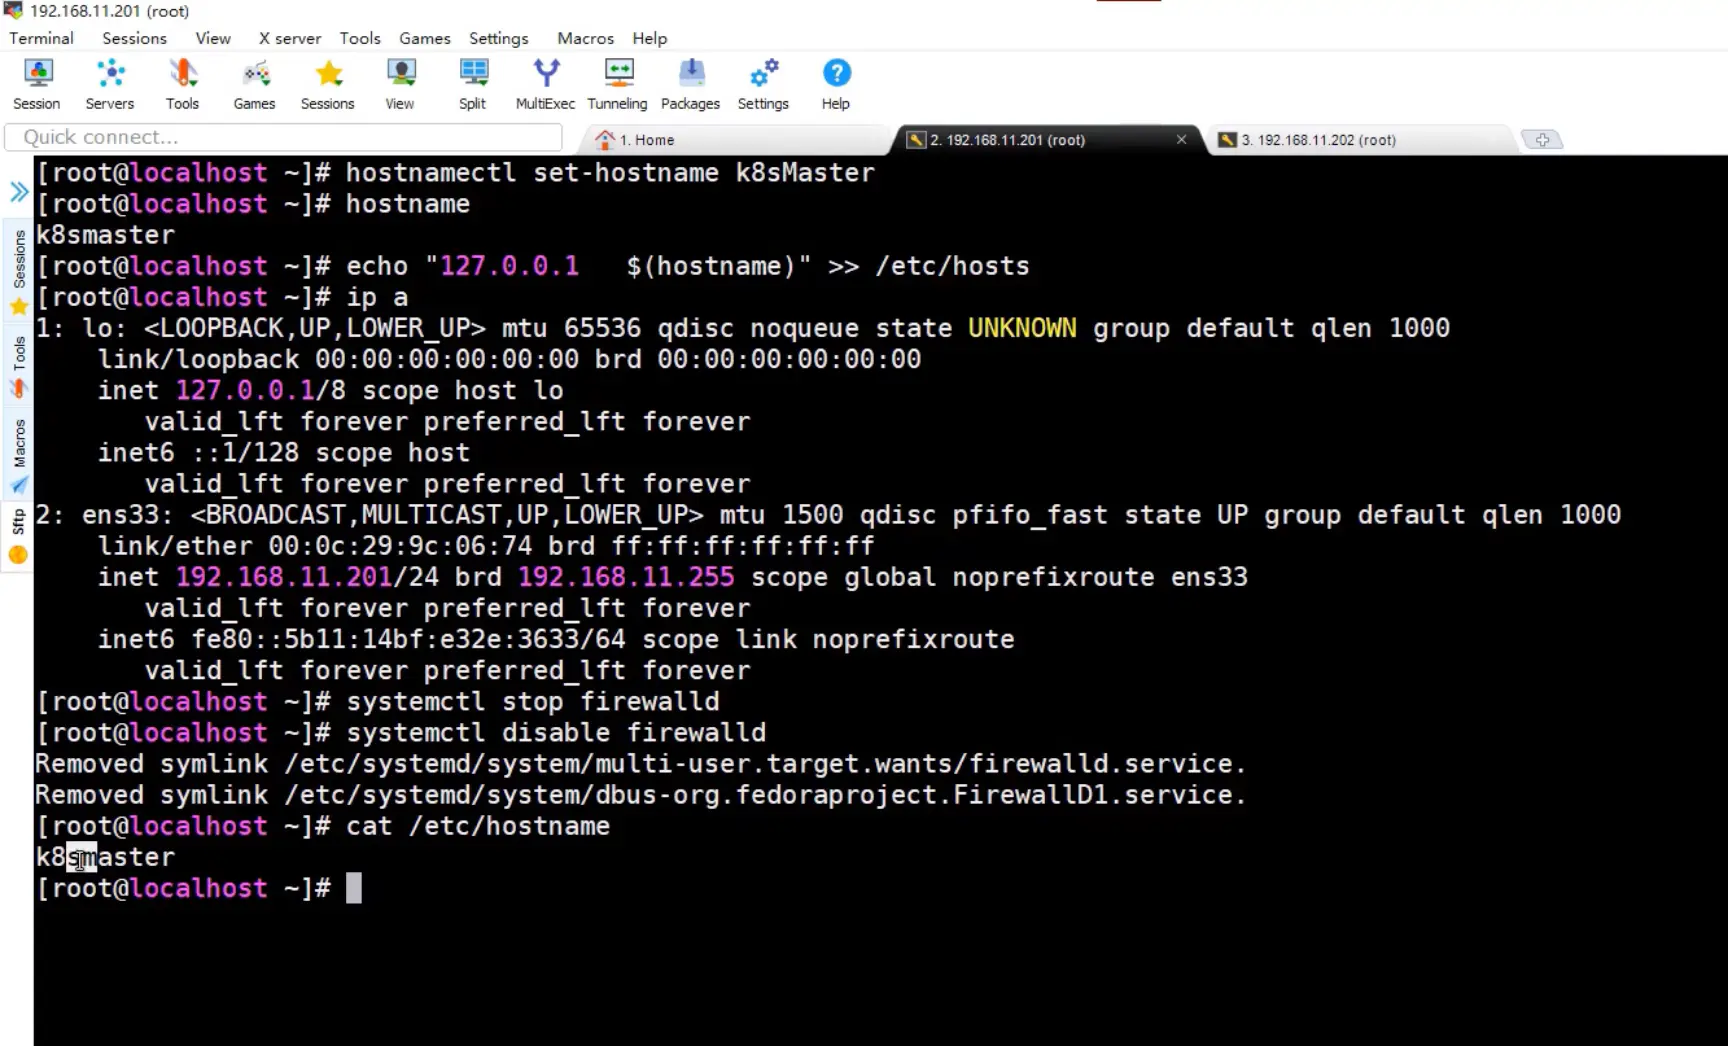 192.168.11.201 (root)
Terminal Sessions View X server Tools Games Settings Macros Help
Session Servers Tools Games Sessions View Split MultiExec Tunneling Packages Settings Help
Quick connect... 1. Home 2. 192.168.11.201 (root) 3. 192.168.11.202 (root)
Sessions
Tools
Macros
Sftp
[root@localhost ~]# hostnamectl set-hostname k8sMaster
[root@localhost ~]# hostname
k8smaster
[root@localhost ~]# echo "127.0.0.1   $(hostname)" >> /etc/hosts
[root@localhost ~]# ip a
1: lo: <LOOPBACK,UP,LOWER_UP> mtu 65536 qdisc noqueue state UNKNOWN group default qlen 1000
    link/loopback 00:00:00:00:00:00 brd 00:00:00:00:00:00
    inet 127.0.0.1/8 scope host lo
       valid_lft forever preferred_lft forever
    inet6 ::1/128 scope host
       valid_lft forever preferred_lft forever
2: ens33: <BROADCAST,MULTICAST,UP,LOWER_UP> mtu 1500 qdisc pfifo_fast state UP group default qlen 1000
    link/ether 00:0c:29:9c:06:74 brd ff:ff:ff:ff:ff:ff
    inet 192.168.11.201/24 brd 192.168.11.255 scope global noprefixroute ens33
       valid_lft forever preferred_lft forever
    inet6 fe80::5b11:14bf:e32e:3633/64 scope link noprefixroute
       valid_lft forever preferred_lft forever
[root@localhost ~]# systemctl stop firewalld
[root@localhost ~]# systemctl disable firewalld
Removed symlink /etc/systemd/system/multi-user.target.wants/firewalld.service.
Removed symlink /etc/systemd/system/dbus-org.fedoraproject.FirewallD1.service.
[root@localhost ~]# cat /etc/hostname
k8smaster
[root@localhost ~]#